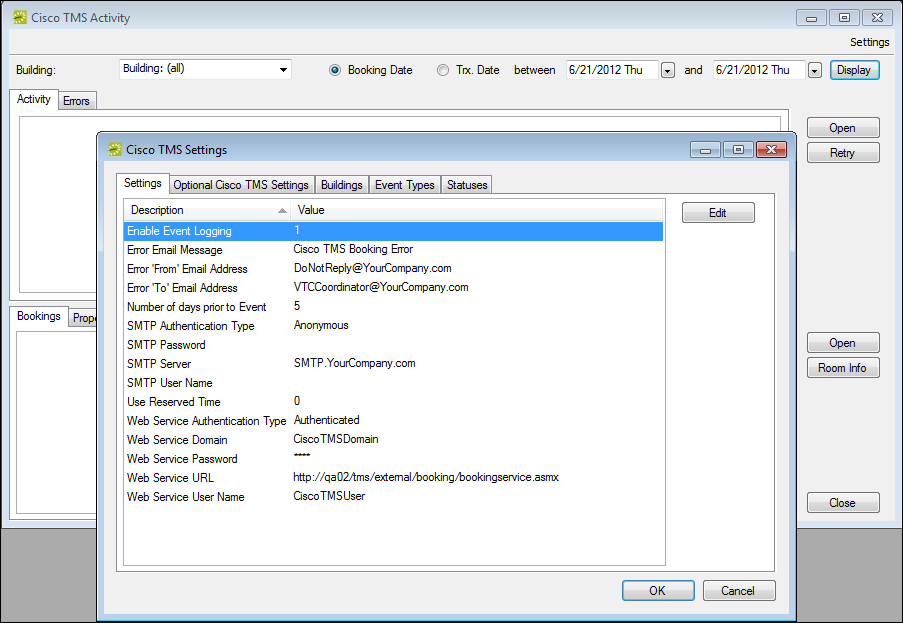 Cisco TMS Activity
Settings
Building: Building: (all) Booking Date Trx. Date between 6/21/2012 Thu and 6/21/2012 Thu Display
Activity Errors
Open
Retry
Cisco TMS Settings
Settings Optional Cisco TMS Settings Buildings Event Types Statuses
Description Value
Edit
Enable Event Logging 1
Error Email Message Cisco TMS Booking Error
Error 'From' Email Address DoNotReply@YourCompany.com
Error 'To' Email Address VTCCoordinator@YourCompany.com
Number of days prior to Event 5
SMTP Authentication Type Anonymous
SMTP Password
SMTP Server SMTP.YourCompany.com
SMTP User Name
Use Reserved Time 0
Web Service Authentication Type Authenticated
Web Service Domain CiscoTMSDomain
Web Service Password ****
Web Service URL http://qa02/tms/external/booking/bookingservice.asmx
Web Service User Name CiscoTMSUser
OK Cancel
Bookings Prope
Open
Room Info
Close